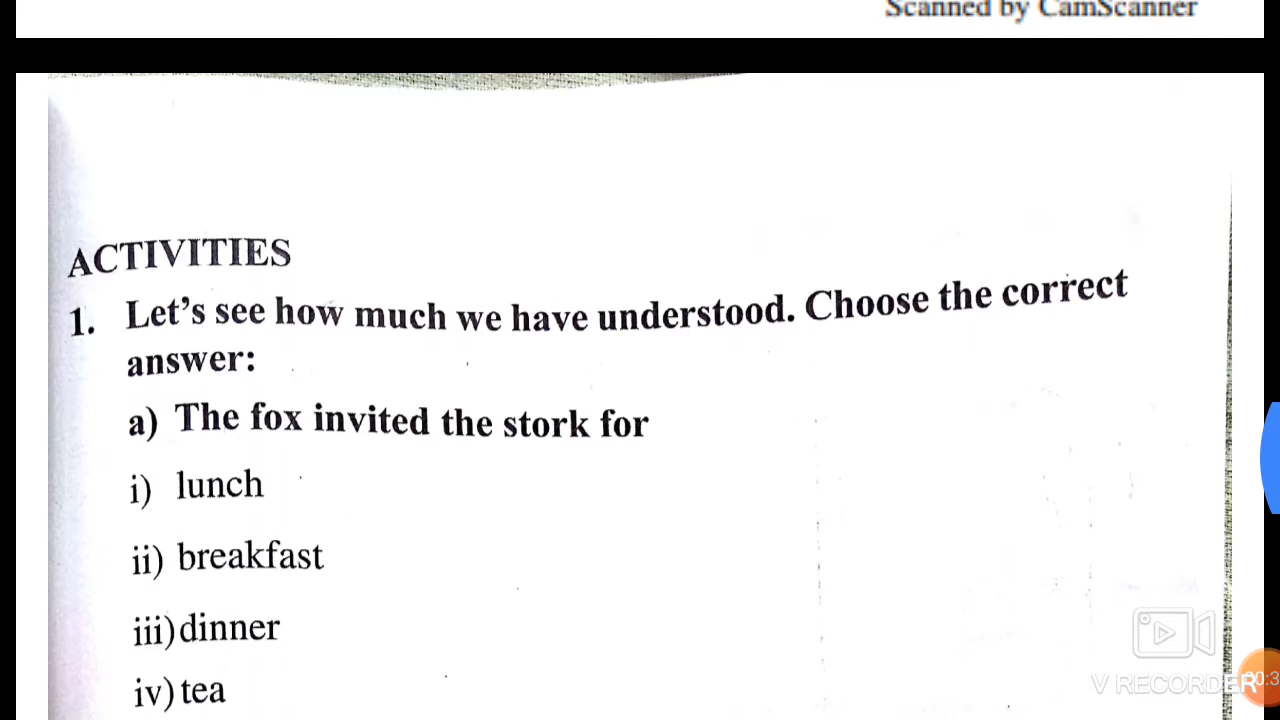 Scanned by CamScanner
ACTIVITIES
1. Let's see how much we have understood. Choose the correct
answer:
a) The fox invited the stork for
i) lunch
ii) breakfast
iii) dinner
iv) tea
V RECORDER